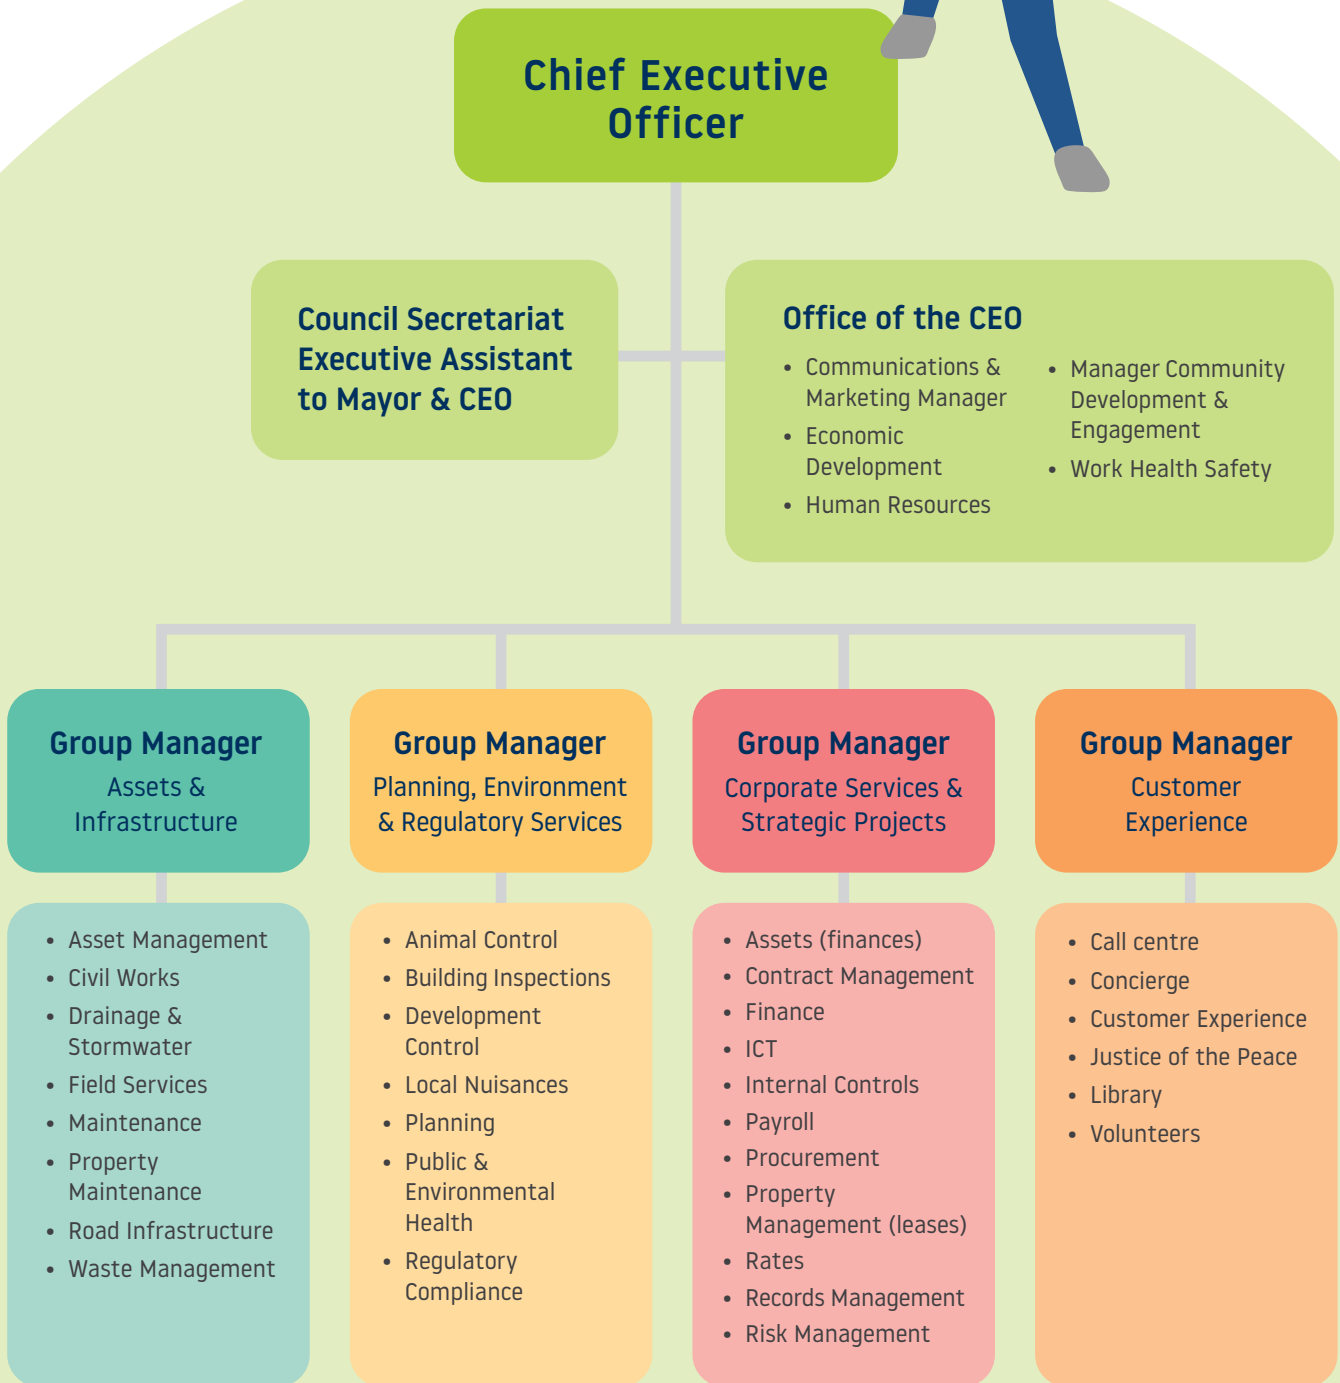 Chief Executive
Officer
Council Secretariat
Executive Assistant
to Mayor & CEO
Office of the CEO
• Communications &
Marketing Manager
• Economic
Development
• Human Resources
• Manager Community
Development &
Engagement
• Work Health Safety
Group Manager
Assets &
Infrastructure
• Asset Management
• Civil Works
• Drainage &
Stormwater
• Field Services
• Maintenance
• Property
Maintenance
• Road Infrastructure
• Waste Management
Group Manager
Planning, Environment
& Regulatory Services
• Animal Control
• Building Inspections
• Development
Control
• Local Nuisances
• Planning
• Public &
Environmental
Health
• Regulatory
Compliance
Group Manager
Corporate Services &
Strategic Projects
• Assets (finances)
• Contract Management
• Finance
• ICT
• Internal Controls
• Payroll
• Procurement
• Property
Management (leases)
• Rates
• Records Management
• Risk Management
Group Manager
Customer
Experience
• Call centre
• Concierge
• Customer Experience
• Justice of the Peace
• Library
• Volunteers